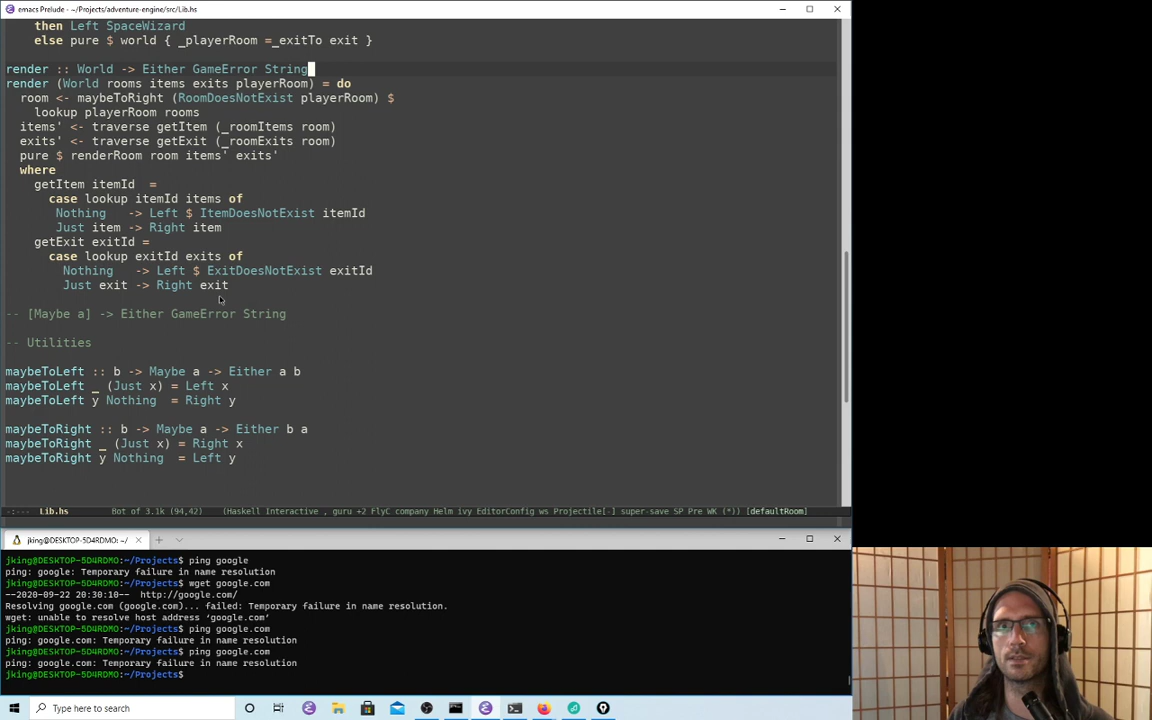 emacs Prelude - ~/Projects/adventure-engine/src/Lib.hs
then Left SpaceWizard
else pure $ world { _playerRoom =_exitTo exit }
render :: World -> Either GameError String
render (World rooms items exits playerRoom) = do
room <- maybeToRight (RoomDoesNotExist playerRoom) $
lookup playerRoom rooms
items' <- traverse getItem (_roomItems room)
exits' <- traverse getExit (_roomExits room)
pure $ renderRoom room items' exits'
where
getItem itemId  =
case lookup itemId items of
Nothing   -> Left $ ItemDoesNotExist itemId
Just item -> Right item
getExit exitId =
case lookup exitId exits of
Nothing   -> Left $ ExitDoesNotExist exitId
Just exit -> Right exit
-- [Maybe a] -> Either GameError String
-- Utilities
maybeToLeft :: b -> Maybe a -> Either a b
maybeToLeft _ (Just x) = Left x
maybeToLeft y Nothing  = Right y
maybeToRight :: b -> Maybe a -> Either b a
maybeToRight _ (Just x) = Right x
maybeToRight y Nothing  = Left y
-:--- Lib.hs Bot of 3.1k (94,42) (Haskell Interactive , guru +2 FlyC company Helm ivy EditorConfig ws Projectile[-] super-save SP Pre WK (*)) [defaultRoom]
jking@DESKTOP-5D4RDMO: ~/
jking@DESKTOP-5D4RDMO:~/Projects$ ping google
ping: google: Temporary failure in name resolution
jking@DESKTOP-5D4RDMO:~/Projects$ wget google.com
--2020-09-22 20:30:10--  http://google.com/
Resolving google.com (google.com)... failed: Temporary failure in name resolution.
wget: unable to resolve host address ‘google.com’
jking@DESKTOP-5D4RDMO:~/Projects$ ping google.com
ping: google.com: Temporary failure in name resolution
jking@DESKTOP-5D4RDMO:~/Projects$ ping google.com
ping: google.com: Temporary failure in name resolution
jking@DESKTOP-5D4RDMO:~/Projects$
Type here to search